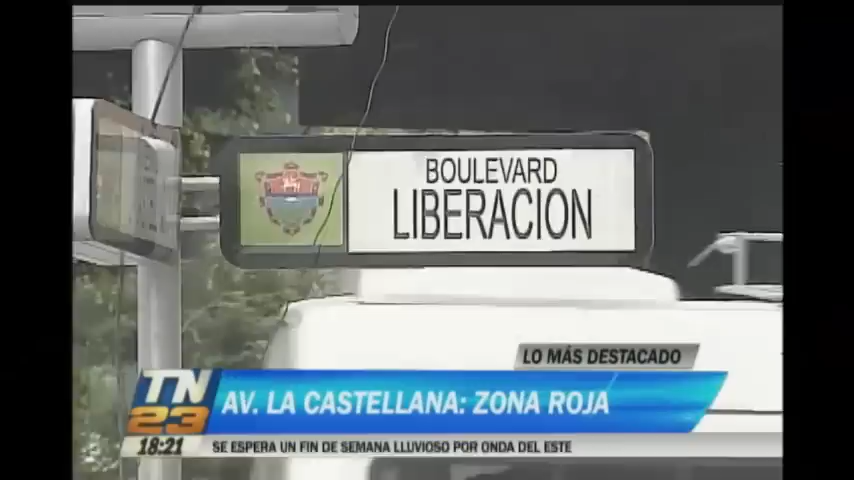 BOULEVARD
LIBERACION
LO MÁS DESTACADO
TN
23
AV. LA CASTELLANA: ZONA ROJA
18:21
SE ESPERA UN FIN DE SEMANA LLUVIOSO POR ONDA DEL ESTE